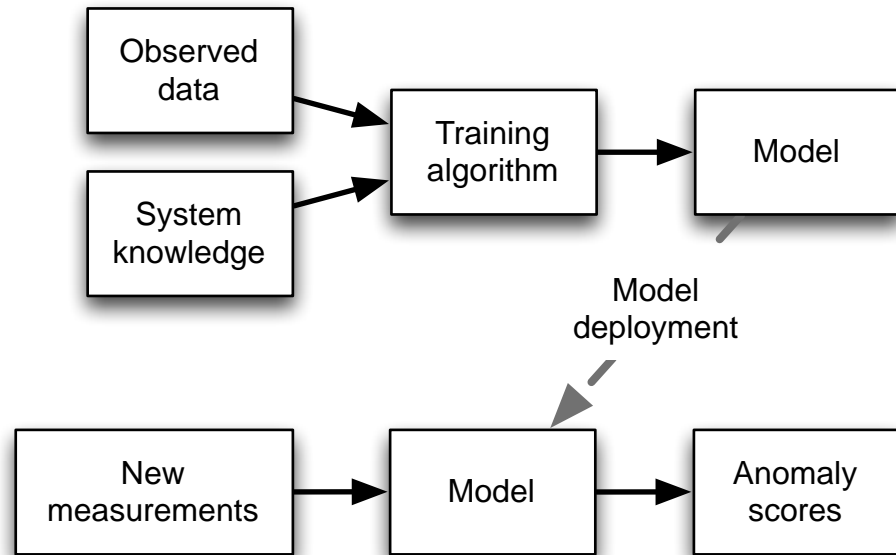 Observed
data
Training
algorithm
Model
System
knowledge
Model
deployment
New
measurements
Model
Anomaly
scores